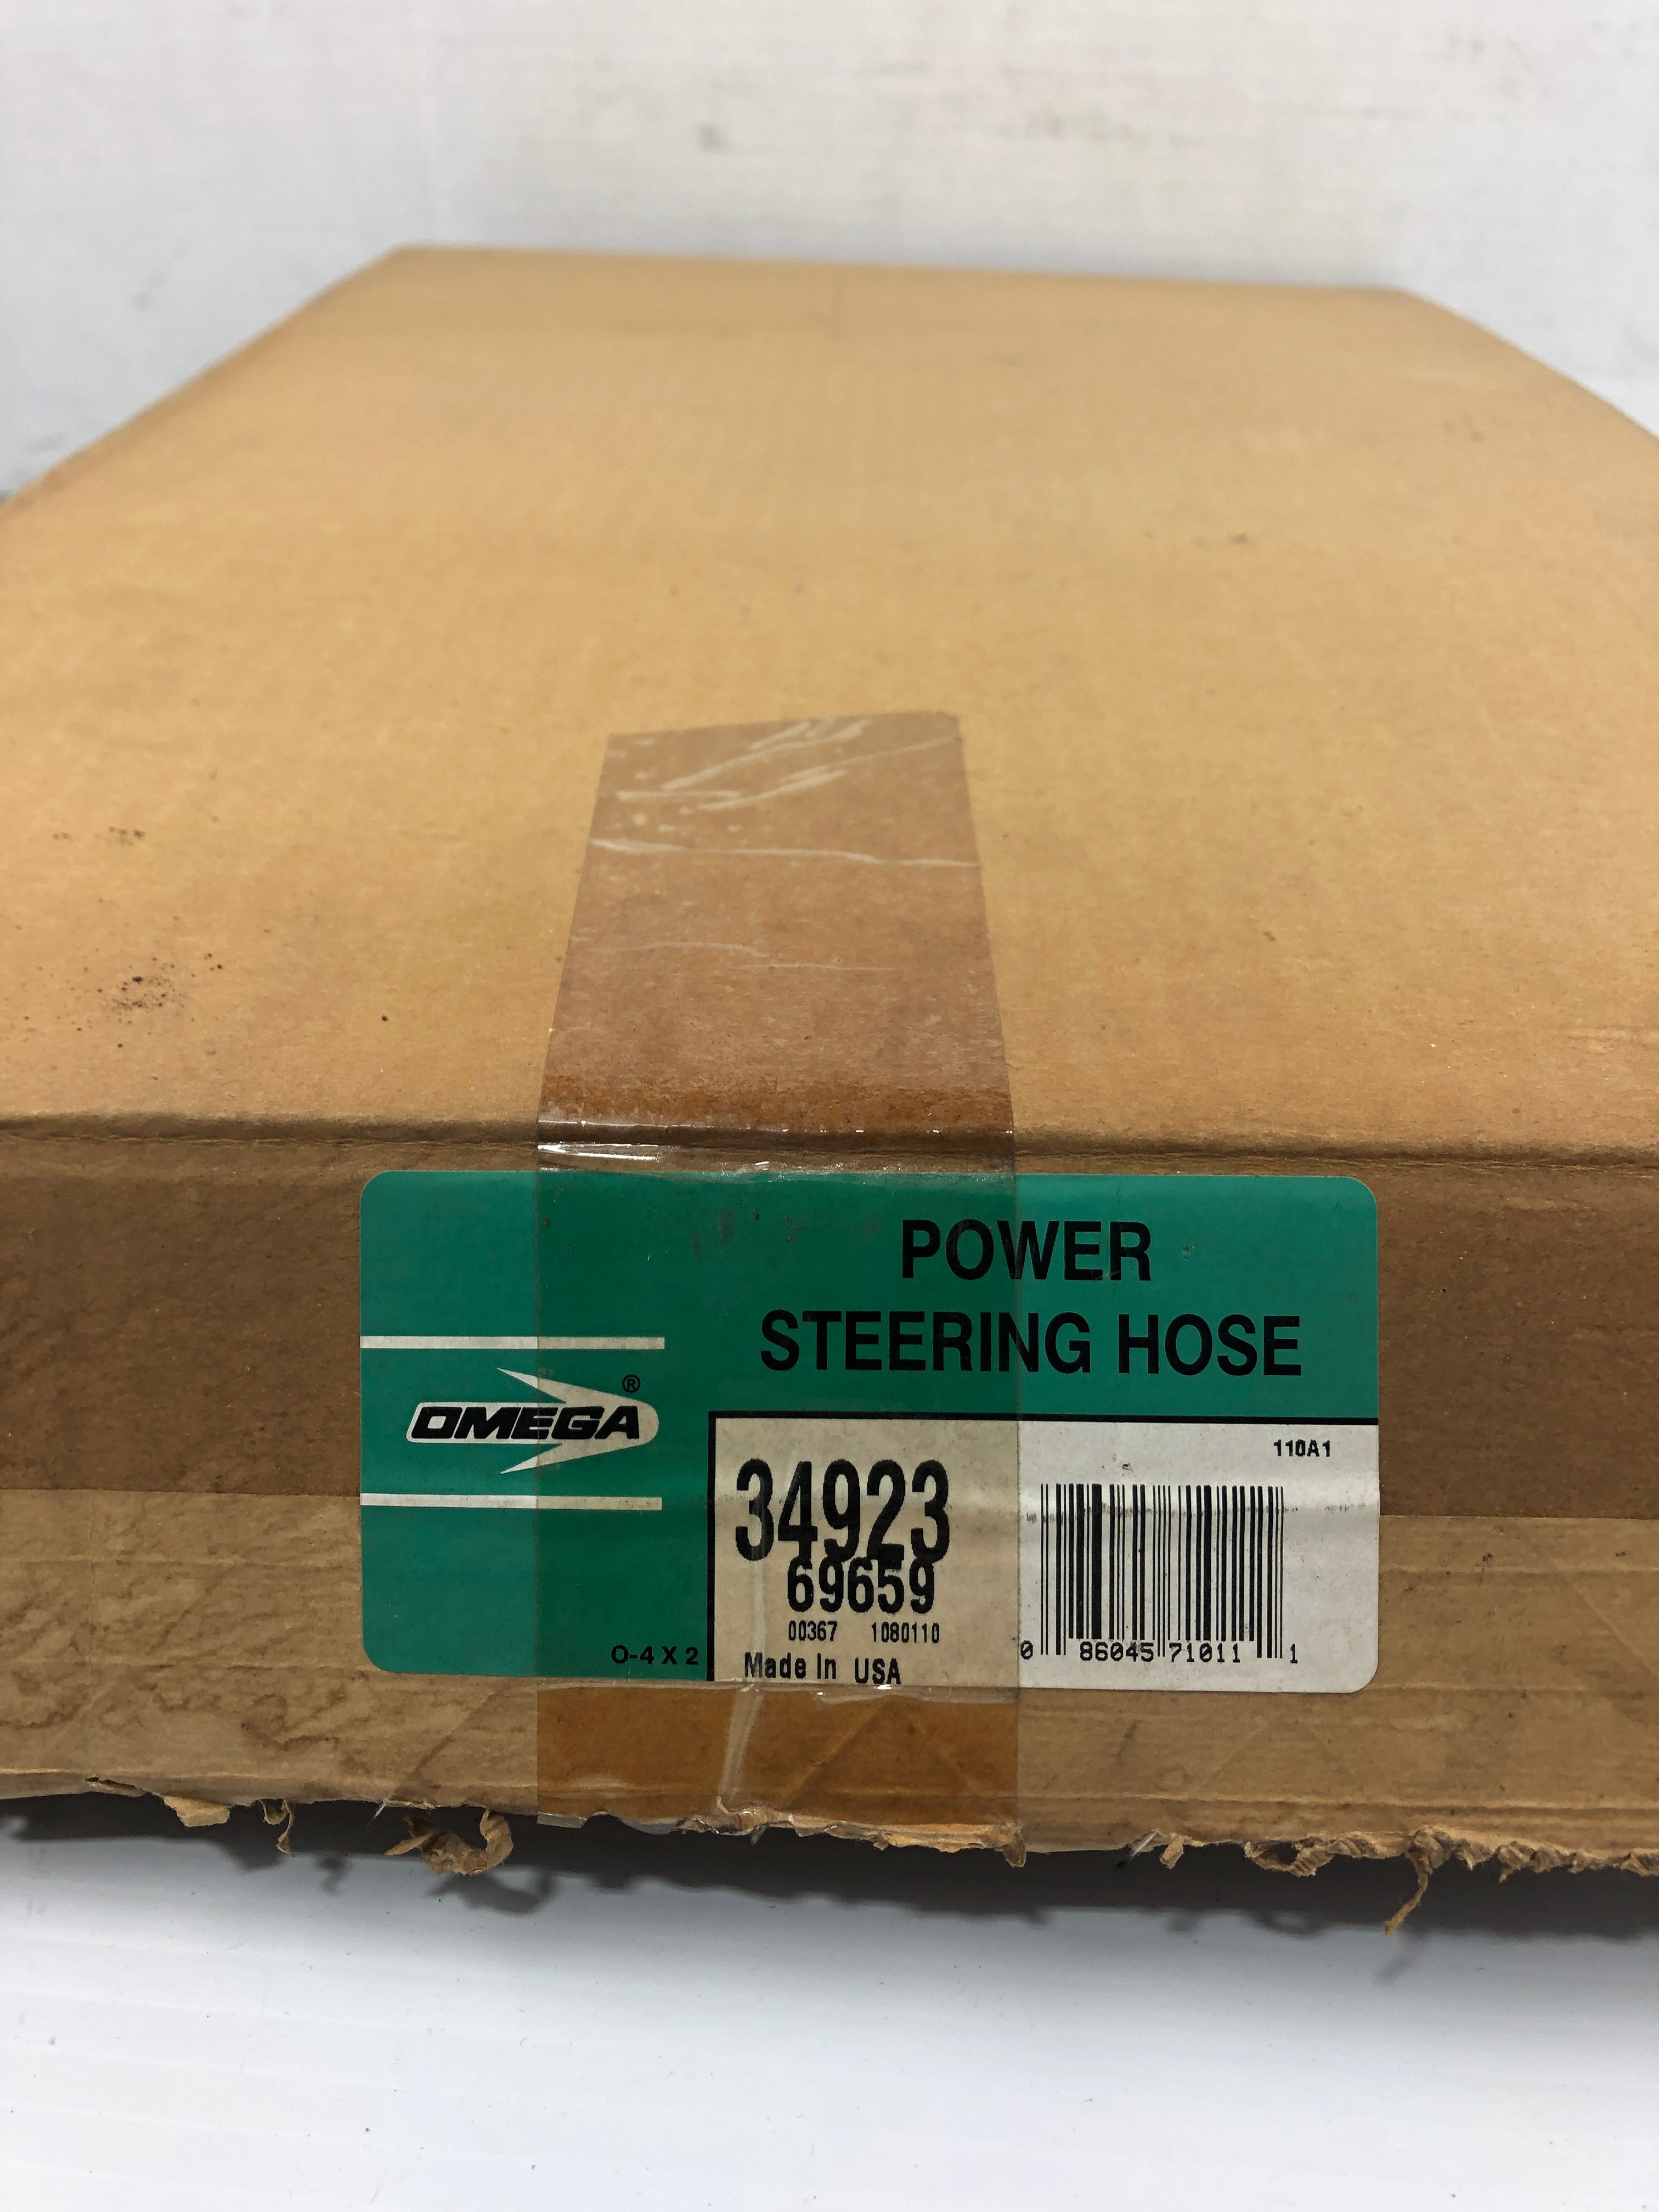 POWER
STEERING HOSE
OMEGA®
110A1
34923
69659
00367 1080110
Made In USA
O-4 X 2
0 86045 71011 1